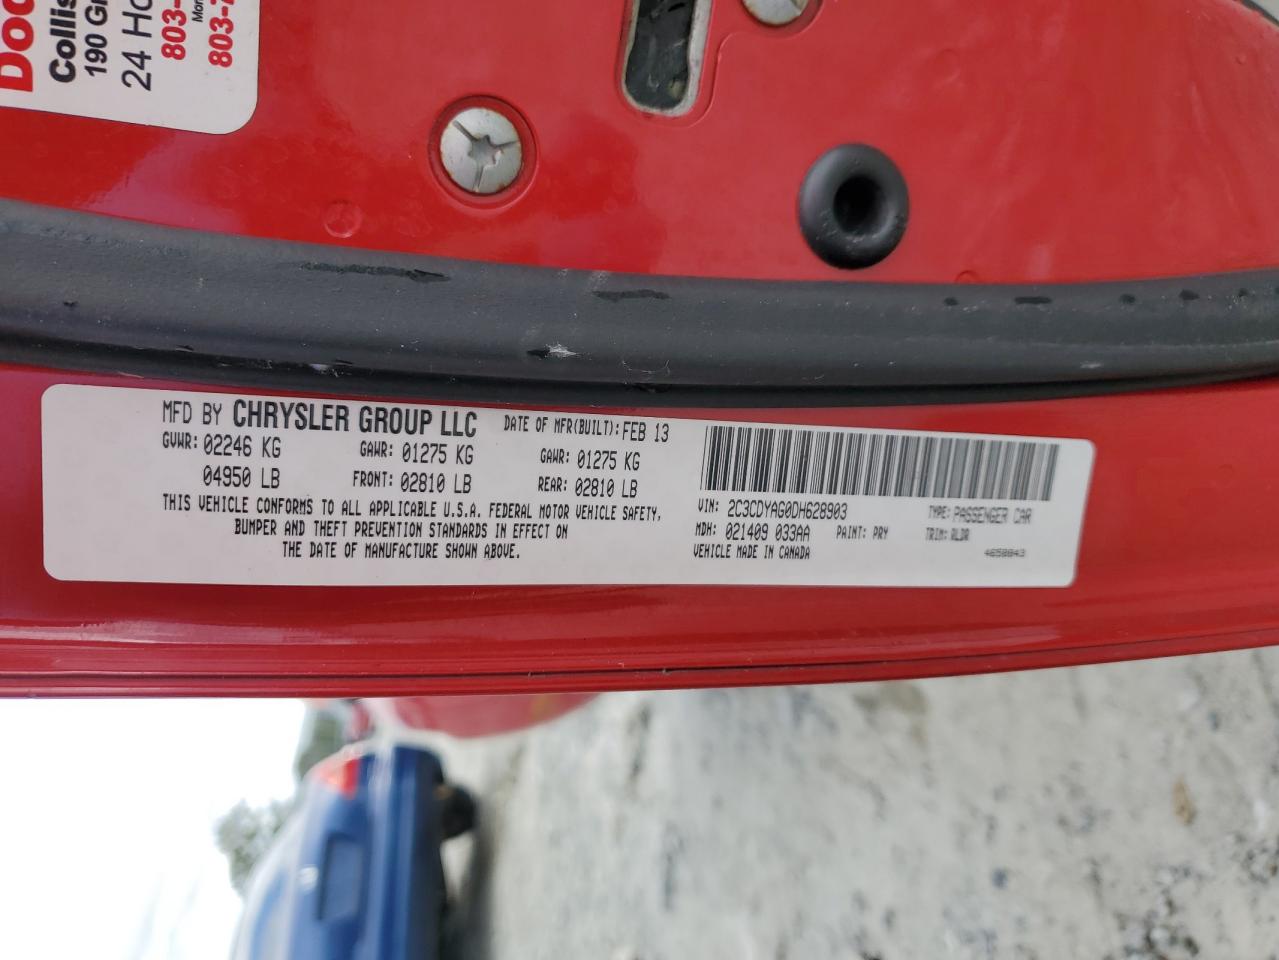 Collis
190 Gr
24 Ho
803-
803-7
MFD BY CHRYSLER GROUP LLC DATE OF MFR(BUILT): FEB 13
GVWR: 02246 KG GAWR: 01275 KG GAWR: 01275 KG
04950 LB FRONT: 02810 LB REAR: 02810 LB
THIS VEHICLE CONFORMS TO ALL APPLICABLE U.S.A. FEDERAL MOTOR VEHICLE SAFETY,
BUMPER AND THEFT PREVENTION STANDARDS IN EFFECT ON
THE DATE OF MANUFACTURE SHOWN ABOVE.
VIN: 2C3CDYAG0DH628903 TYPE: PASSENGER CAR
MDH: 021409 033AA PAINT: PRY TRIM: RLDR
VEHICLE MADE IN CANADA 4658843